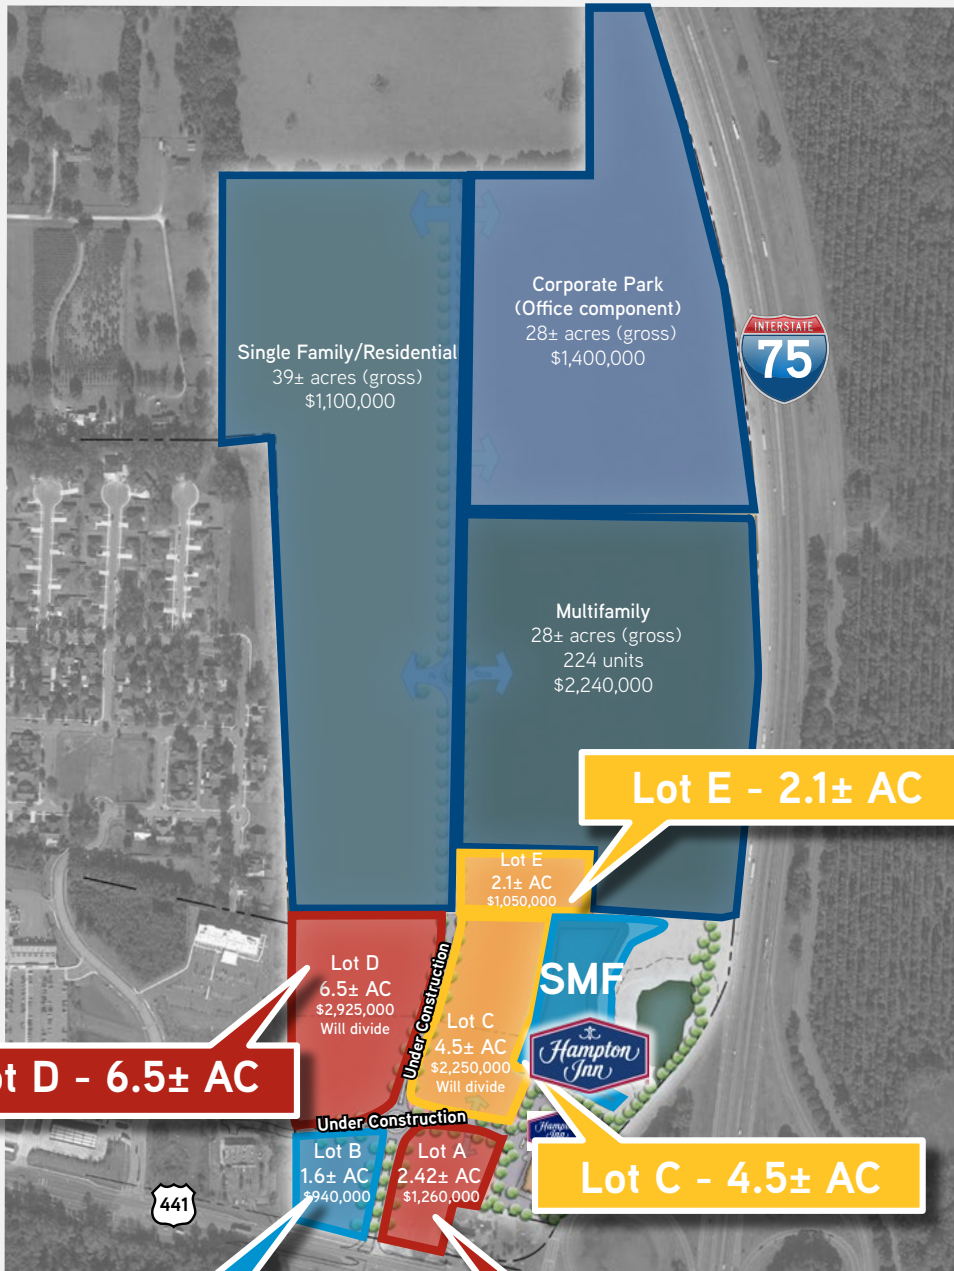 Corporate Park
(Office component)
28± acres (gross)
$1,400,000
INTERSTATE
75
Single Family/Residential
39± acres (gross)
$1,100,000
Multifamily
28± acres (gross)
224 units
$2,240,000
Lot E - 2.1± AC
Lot E
2.1± AC
$1,050,000
Lot D
6.5± AC
$2,925,000
Will divide
Under Construction
SMF
Lot C
4.5± AC
$2,250,000
Will divide
Hampton
Inn
t D - 6.5± AC
Under Construction
Hampton
Lot B
1.6± AC
$940,000
Lot A
2.42± AC
$1,260,000
Lot C - 4.5± AC
441